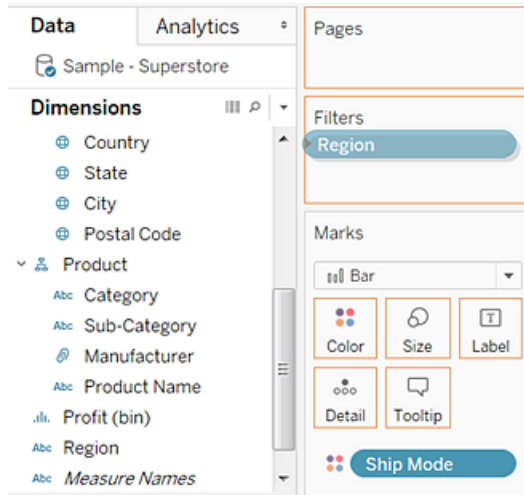 Data
Analytics
Sample - Superstore
Dimensions
Country
State
City
Postal Code
Product
Abc Category
Abc Sub-Category
Manufacturer
Abc Product Name
Profit (bin)
Abc Region
Abc Measure Names
Pages
Filters
Region
Marks
Bar
Color
Size
T
Label
Detail
Tooltip
Ship Mode